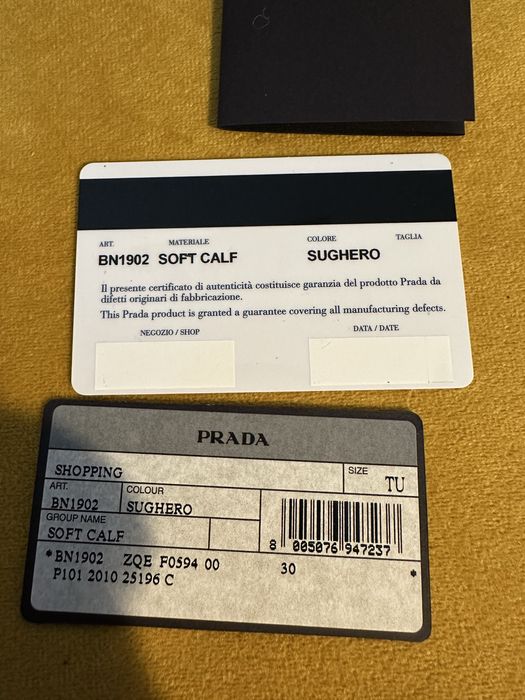 ART. MATERIALE COLORE TAGLIA
BN1902 SOFT CALF SUGHERO
Il presente certificato di autenticità costituisce garanzia del prodotto Prada da
difetti originari di fabbricazione.
This Prada product is granted a guarantee covering all manufacturing defects.
NEGOZIO / SHOP DATA / DATE
PRADA
SHOPPING SIZE TU
ART. COLOUR
BN1902 SUGHERO
GROUP NAME
SOFT CALF
8 005076 947237
*BN1902 ZQE F0594 00 30
P101 2010 25196 C *